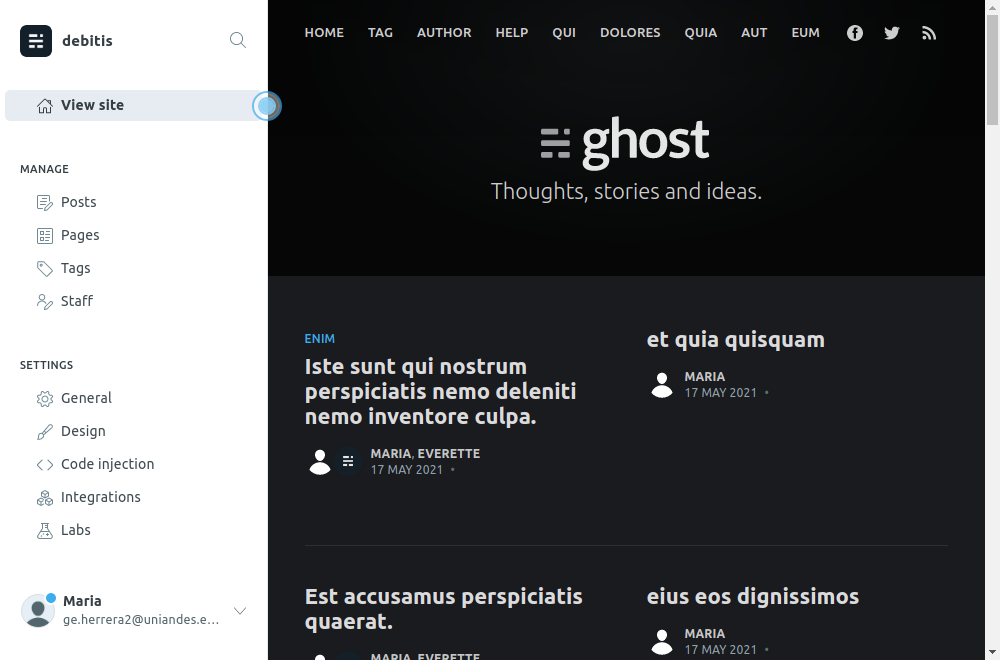 debitis
View site
MANAGE
Posts
Pages
Tags
Staff
SETTINGS
General
Design
Code injection
Integrations
Labs
Maria
ge.herrera2@uniandes.e...
HOME TAG AUTHOR HELP QUI DOLORES QUIA AUT EUM
ghost
Thoughts, stories and ideas.
ENIM
Iste sunt qui nostrum
perspiciatis nemo deleniti
nemo inventore culpa.
MARIA, EVERETTE
17 MAY 2021 •
et quia quisquam
MARIA
17 MAY 2021 •
Est accusamus perspiciatis
quaerat.
MARIA, EVERETTE
eius eos dignissimos
MARIA
17 MAY 2021 •